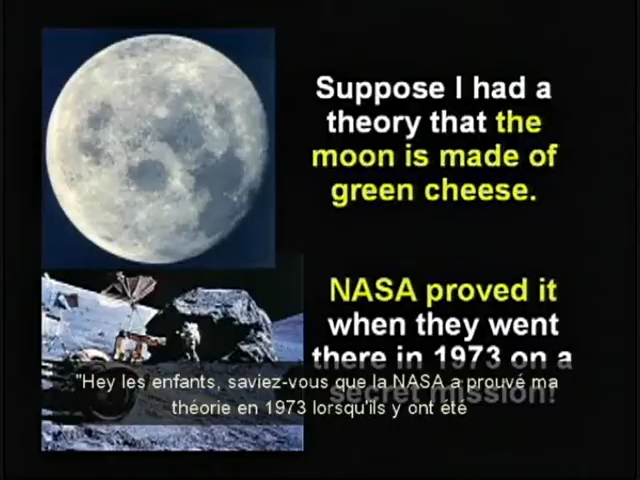 Suppose I had a
theory that the
moon is made of
green cheese.
NASA proved it
when they went
there in 1973 on a
secret mission!
"Hey les enfants, saviez-vous que la NASA a prouvé ma
théorie en 1973 lorsqu'ils y ont été